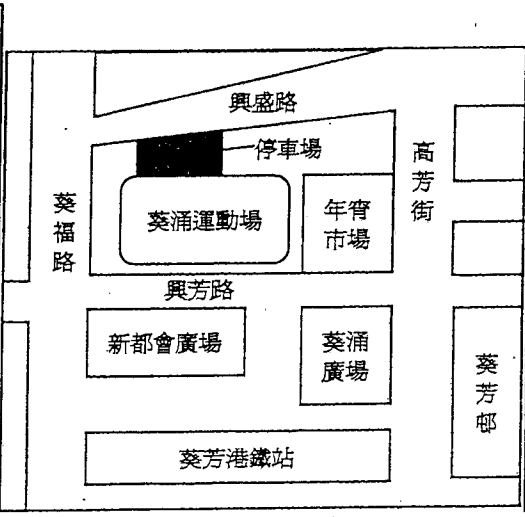 興盛路
停車場
高芳街
葵福路
葵涌運動場
年宵
市場
興芳路
新都會廣場
葵涌
廣場
葵芳邨
葵芳港鐵站